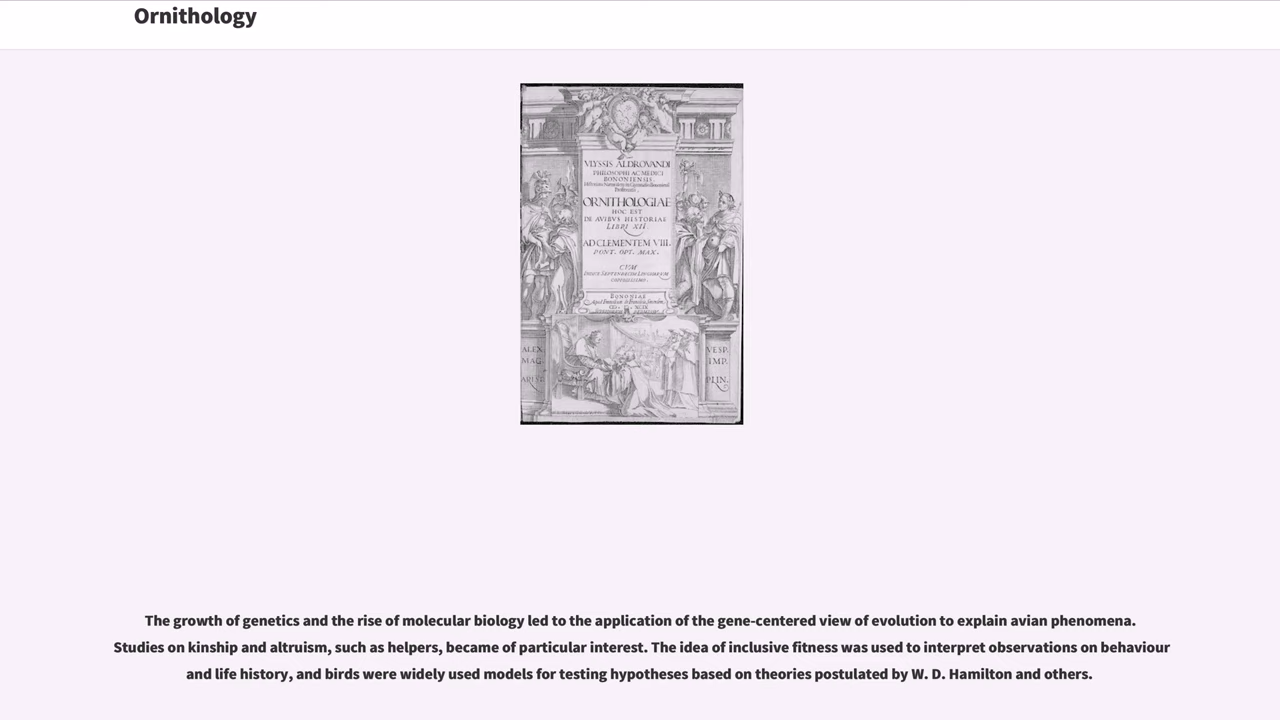 Ornithology
VLYSSIS ALDROVANDI
PHILOSOPHI AC MEDICI
BONONIENSIS
ORNITHOLOGIAE
HOC EST
DE AVIBVS HISTORIAE
LIBRI XII.
AD CLEMENTEM VIII.
PONT. OPT. MAX.
CVM
BONONIAE
ALEX.
MAG.
VESP.
IMP.
PLIN.
The growth of genetics and the rise of molecular biology led to the application of the gene-centered view of evolution to explain avian phenomena.
Studies on kinship and altruism, such as helpers, became of particular interest. The idea of inclusive fitness was used to interpret observations on behaviour
and life history, and birds were widely used models for testing hypotheses based on theories postulated by W. D. Hamilton and others.